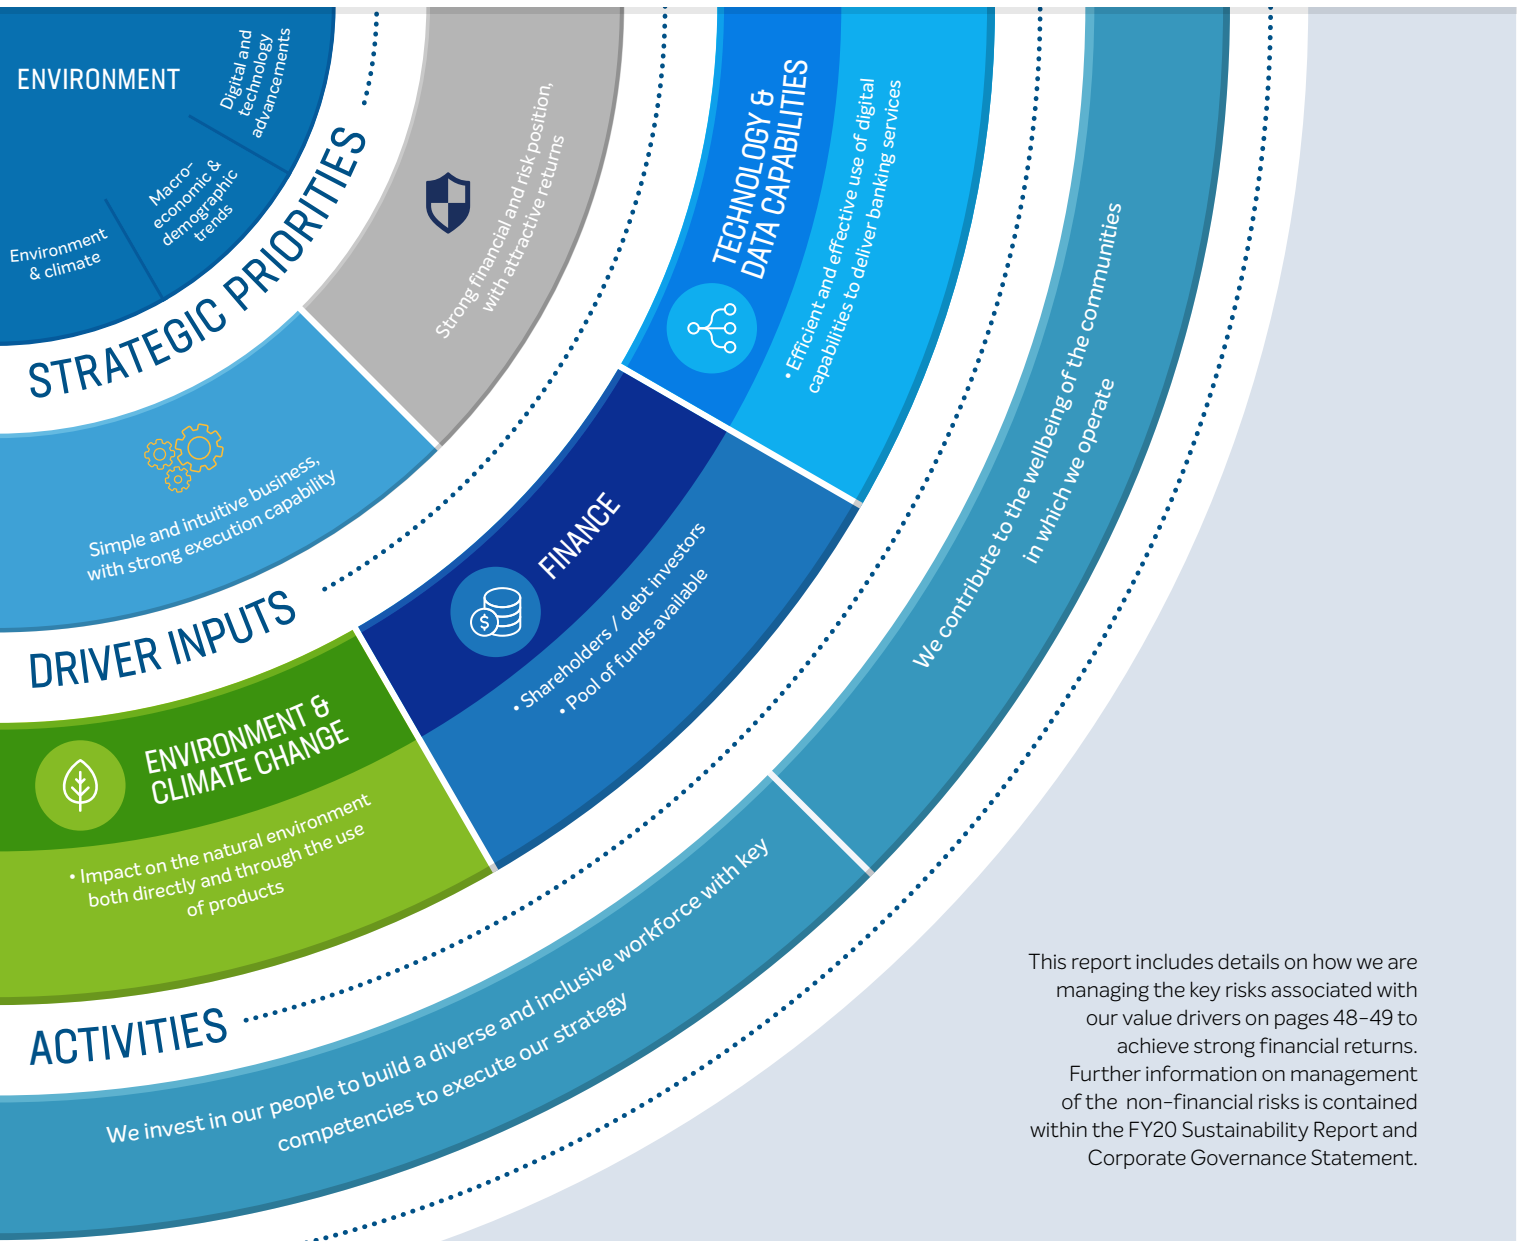 ENVIRONMENT
Digital and
technology
advancements
Macro-
economic &
demographic
trends
Environment
& climate
STRATEGIC PRIORITIES
Strong financial and risk position,
with attractive returns
Simple and intuitive business,
with strong execution capability
DRIVER INPUTS
TECHNOLOGY &
DATA CAPABILITIES
• Efficient and effective use of digital
capabilities to deliver banking services
FINANCE
• Shareholders / debt investors
• Pool of funds available
ENVIRONMENT &
CLIMATE CHANGE
• Impact on the natural environment
both directly and through the use
of products
ACTIVITIES
We contribute to the wellbeing of the communities
in which we operate
We invest in our people to build a diverse and inclusive workforce with key
competencies to execute our strategy
This report includes details on how we are
managing the key risks associated with
our value drivers on pages 48–49 to
achieve strong financial returns.
Further information on management
of the non–financial risks is contained
within the FY20 Sustainability Report and
Corporate Governance Statement.